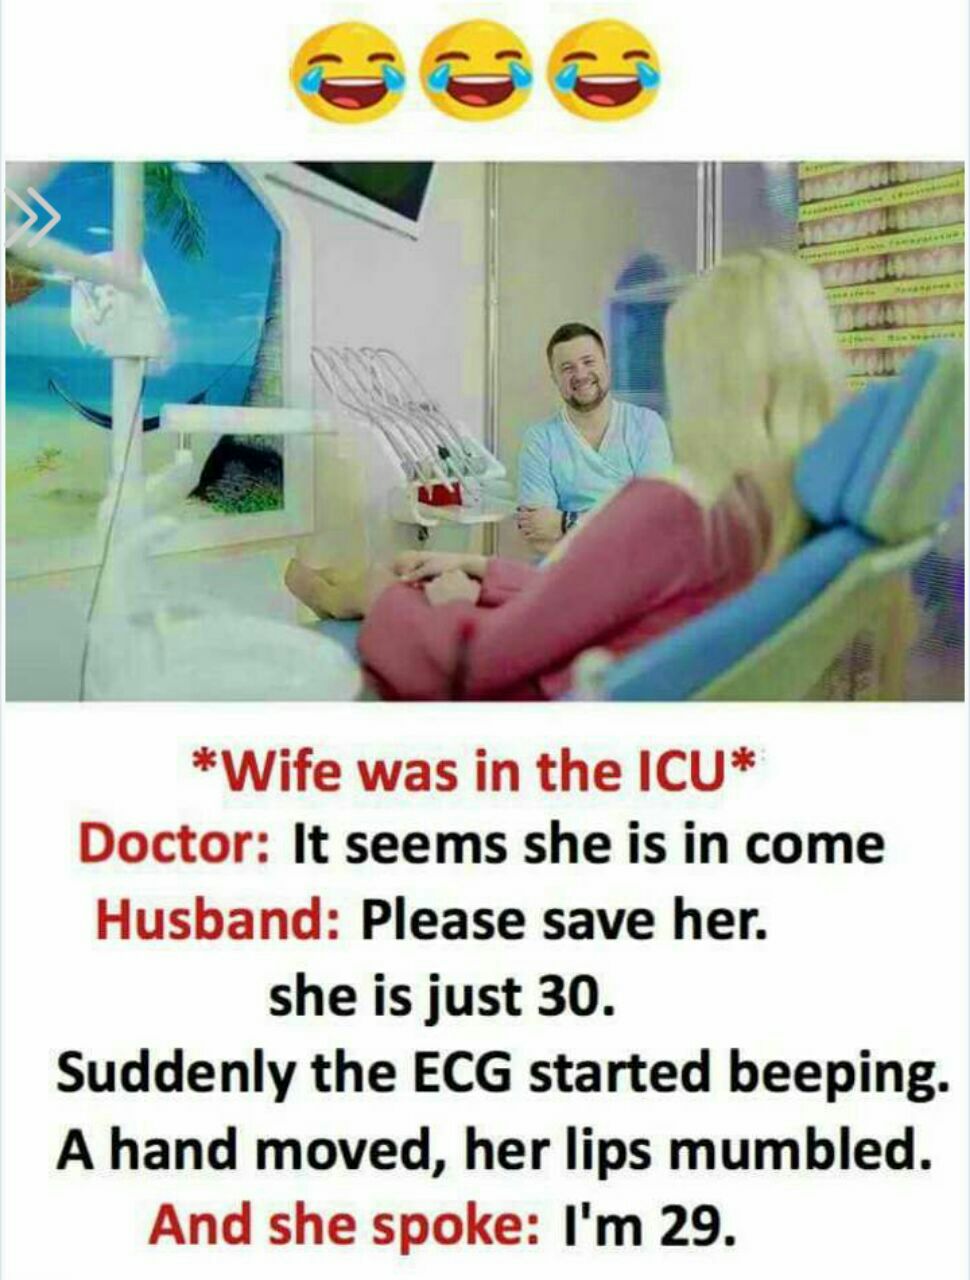 *Wife was in the ICU*
Doctor: It seems she is in come
Husband: Please save her.
she is just 30.
Suddenly the ECG started beeping.
A hand moved, her lips mumbled.
And she spoke: I'm 29.